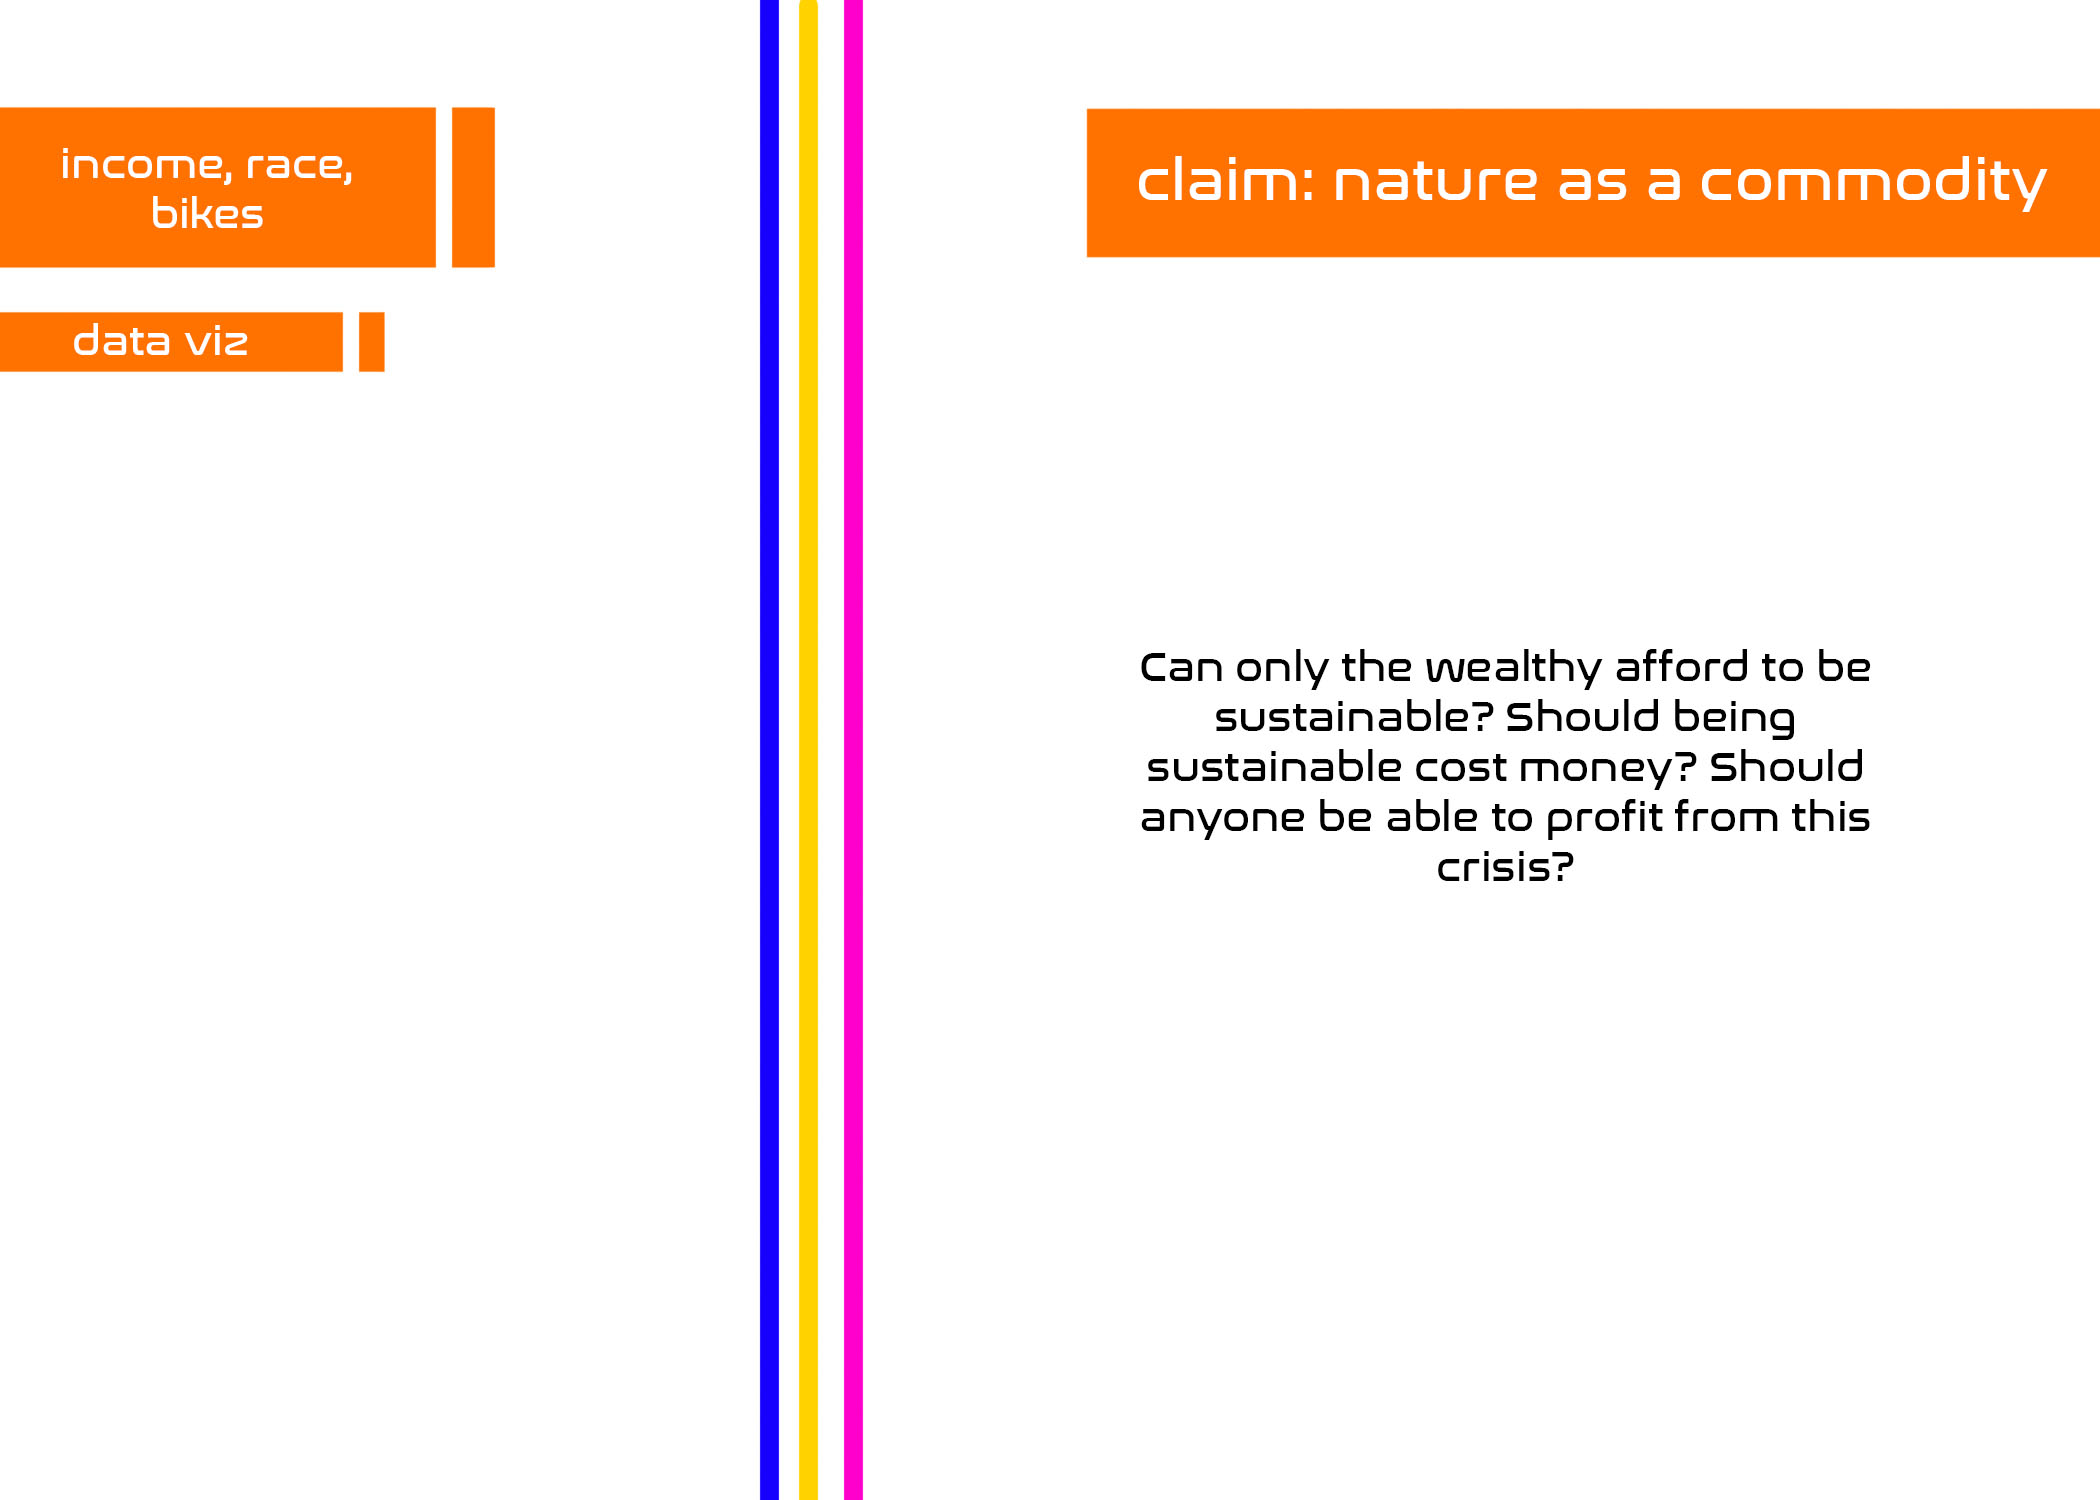 income, race,
bikes
data viz
claim: nature as a commodity
Can only the wealthy afford to be
sustainable? Should being
sustainable cost money? Should
anyone be able to profit from this
crisis?